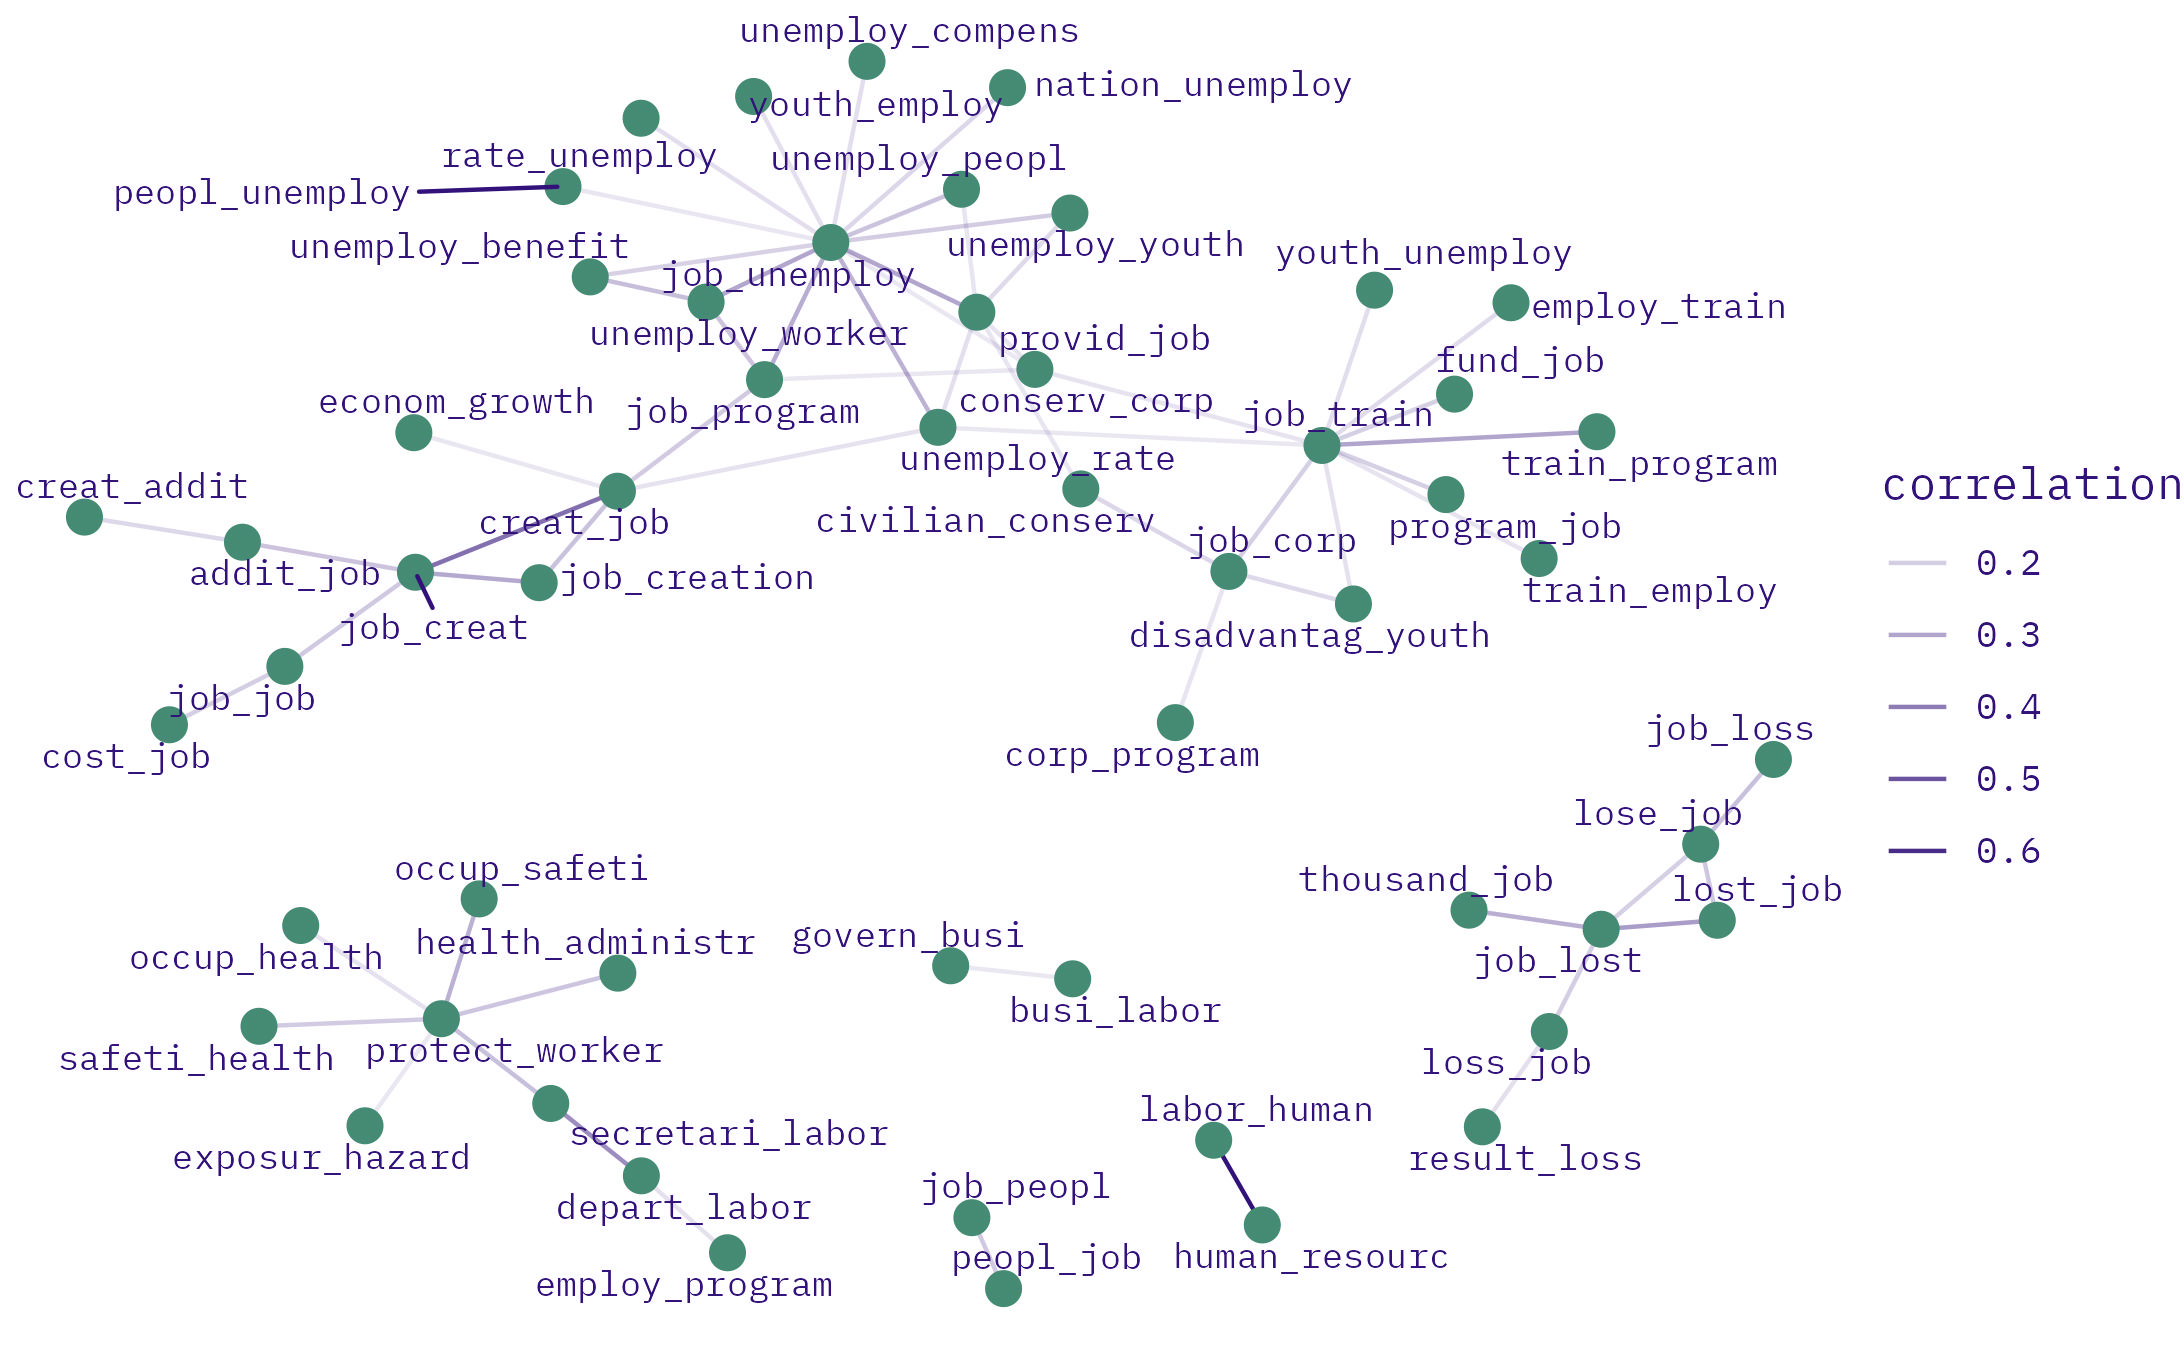 unemploy_compens
nation_unemploy
youth_employ
rate_unemploy
unemploy_peopl
peopl_unemploy
unemploy_benefit
unemploy_youth
youth_unemploy
job_unemploy
employ_train
unemploy_worker
provid_job
fund_job
econom_growth
job_program
conserv_corp
job_train
unemploy_rate
train_program
creat_addit
correlation
creat_job
civilian_conserv
program_job
job_corp
0.2
addit_job
job_creation
train_employ
job_creat
disadvantag_youth
0.3
job_job
0.4
cost_job
corp_program
job_loss
0.5
lose_job
0.6
occup_safeti
thousand_job
lost_job
health_administr
govern_busi
occup_health
job_lost
busi_labor
safeti_health
protect_worker
loss_job
labor_human
secretari_labor
exposur_hazard
result_loss
job_peopl
depart_labor
peopl_job
human_resourc
employ_program